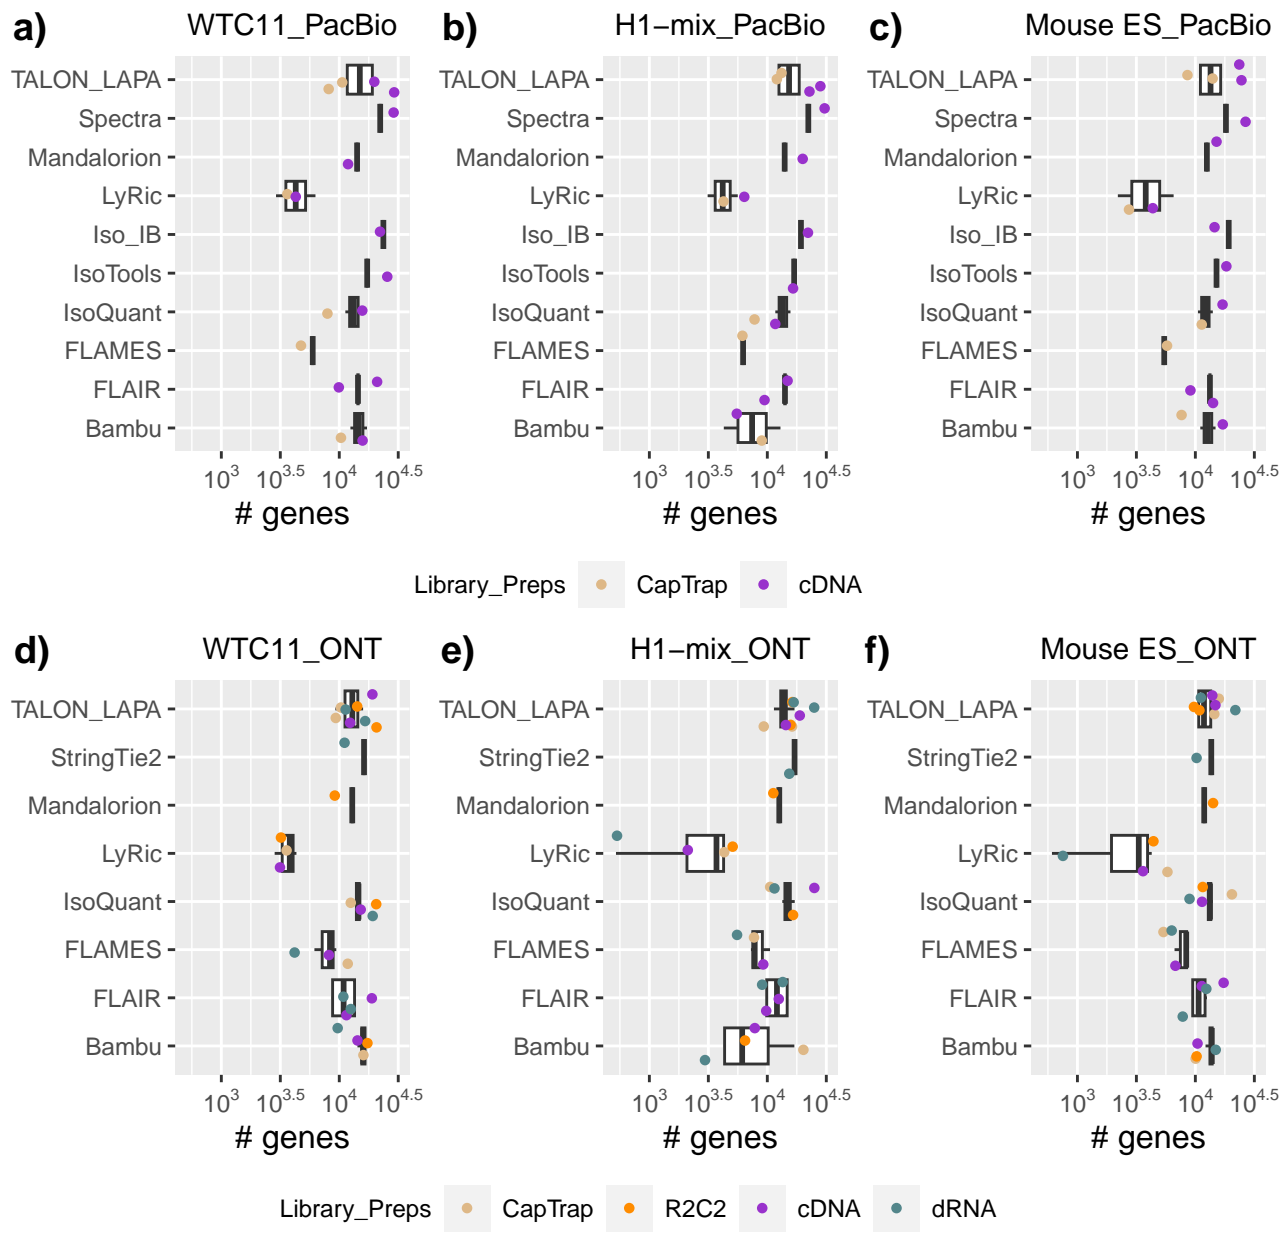 a) WTC11_PacBio
b) H1−mix_PacBio
c) Mouse ES_PacBio
TALON_LAPA
Spectra
Mandalorion
LyRic
Iso_IB
IsoTools
IsoQuant
FLAMES
FLAIR
Bambu
10^3 10^3.5 10^4 10^4.5
# genes
TALON_LAPA
Spectra
Mandalorion
LyRic
Iso_IB
IsoTools
IsoQuant
FLAMES
FLAIR
Bambu
10^3 10^3.5 10^4 10^4.5
# genes
TALON_LAPA
Spectra
Mandalorion
LyRic
Iso_IB
IsoTools
IsoQuant
FLAMES
FLAIR
Bambu
10^3 10^3.5 10^4 10^4.5
# genes
Library_Preps CapTrap cDNA
d) WTC11_ONT
e) H1−mix_ONT
f) Mouse ES_ONT
TALON_LAPA
StringTie2
Mandalorion
LyRic
IsoQuant
FLAMES
FLAIR
Bambu
10^3 10^3.5 10^4 10^4.5
# genes
TALON_LAPA
StringTie2
Mandalorion
LyRic
IsoQuant
FLAMES
FLAIR
Bambu
10^3 10^3.5 10^4 10^4.5
# genes
TALON_LAPA
StringTie2
Mandalorion
LyRic
IsoQuant
FLAMES
FLAIR
Bambu
10^3 10^3.5 10^4 10^4.5
# genes
Library_Preps CapTrap R2C2 cDNA dRNA